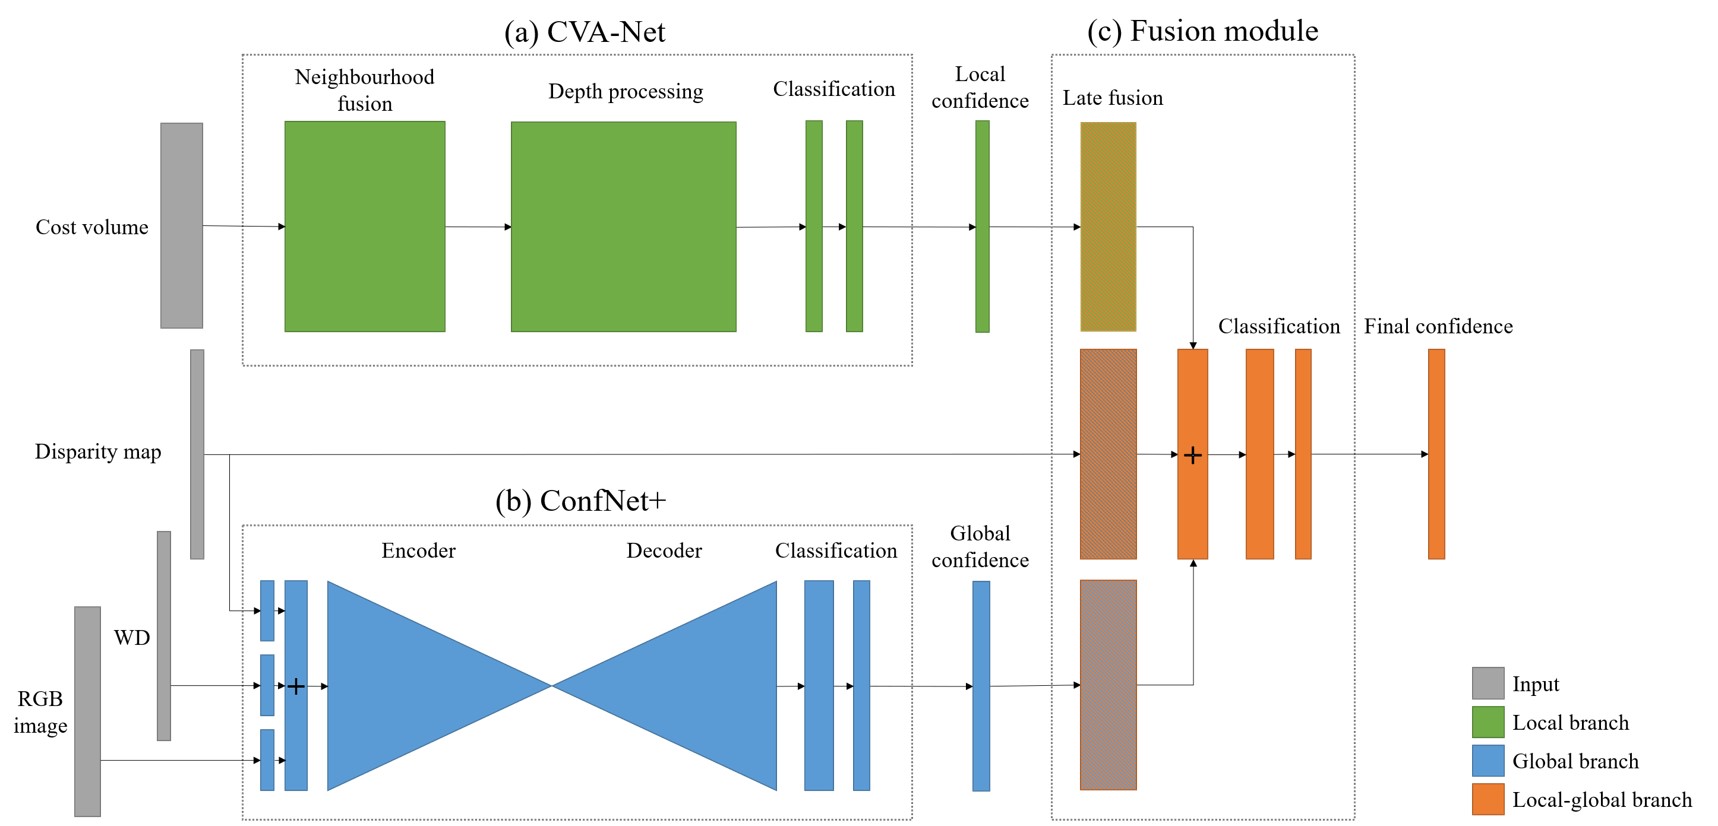 (a) CVA-Net
(c) Fusion module
Neighbourhood
fusion
Depth processing
Classification
Local
confidence
Late fusion
Cost volume
Classification
Final confidence
Disparity map
(b) ConfNet+
Encoder
Decoder
Classification
Global
confidence
WD
RGB
image
Input
Local branch
Global branch
Local-global branch